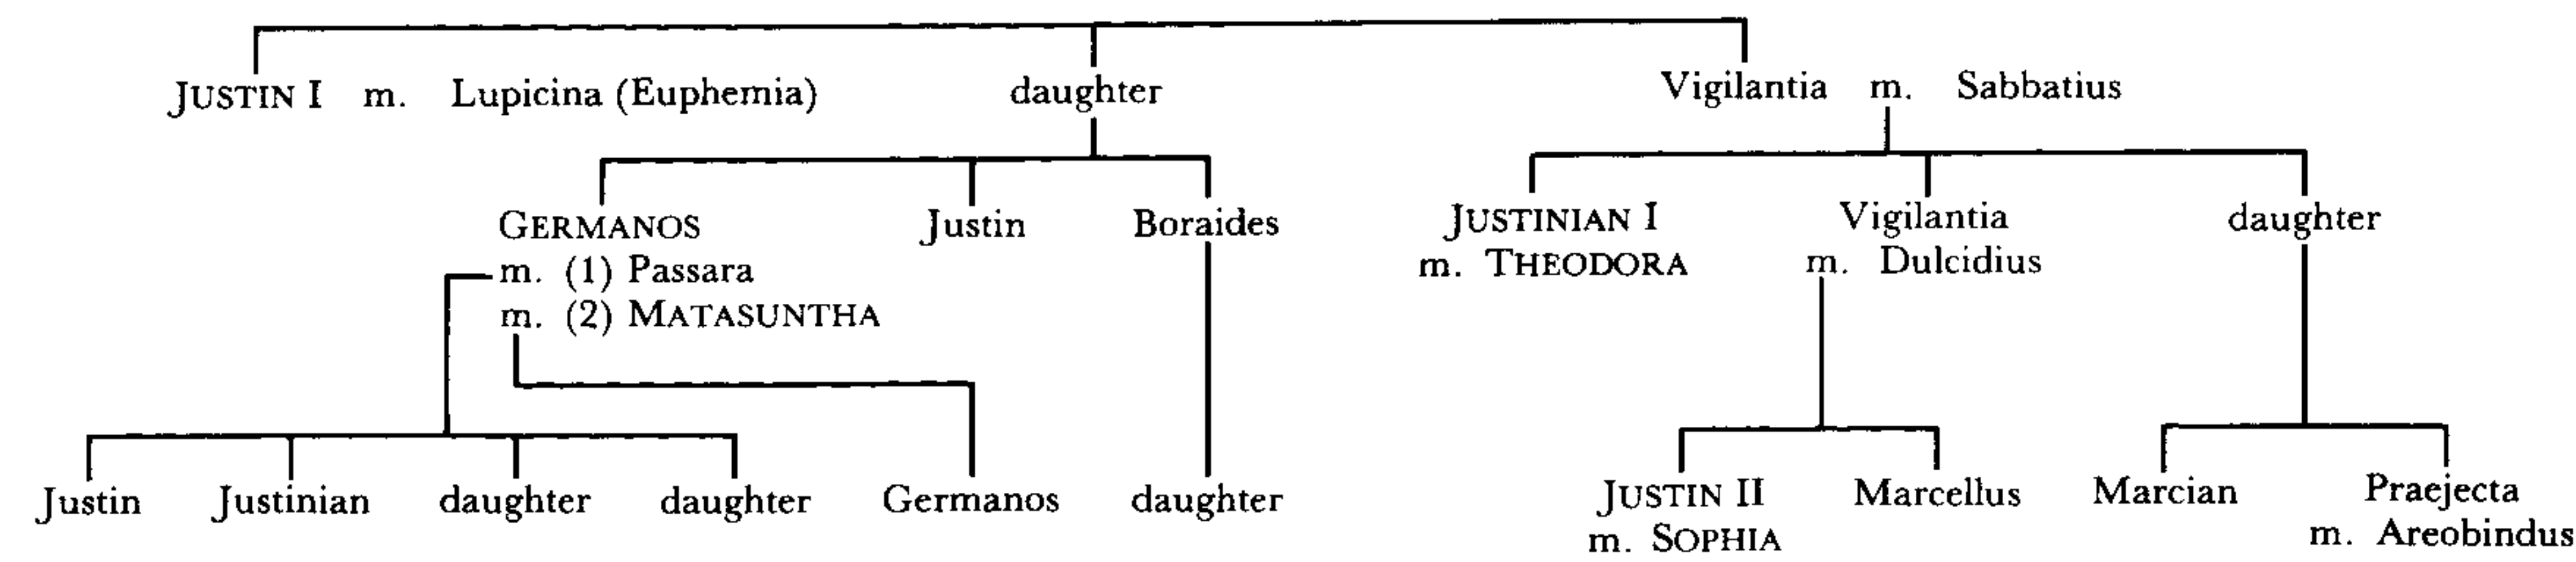 JUSTIN I m. Lupicina (Euphemia) daughter Vigilantia m. Sabbatius
GERMANOS Justin Boraides JUSTINIAN I Vigilantia daughter
m. (1) Passara m. THEODORA m. Dulcidius
m. (2) MATASUNTHA
Justin Justinian daughter daughter Germanos daughter JUSTIN II Marcellus Marcian Praejecta
m. SOPHIA m. Areobindus